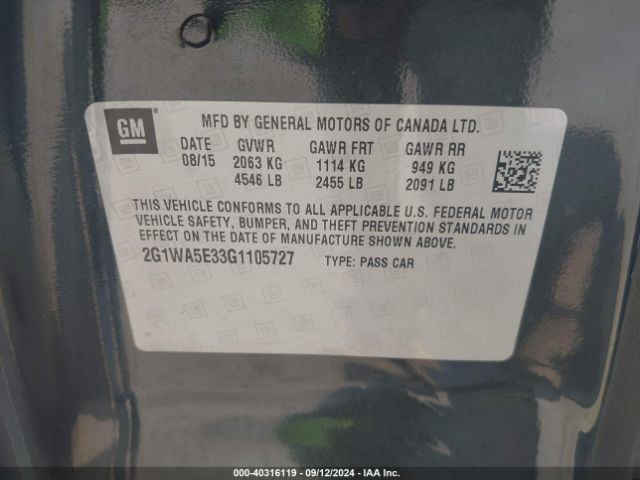 GM
MFD BY GENERAL MOTORS OF CANADA LTD.
DATE GVWR GAWR FRT GAWR RR
08/15 2063 KG 1114 KG 949 KG
4546 LB 2455 LB 2091 LB
THIS VEHICLE CONFORMS TO ALL APPLICABLE U.S. FEDERAL MOTOR
VEHICLE SAFETY, BUMPER, AND THEFT PREVENTION STANDARDS IN
EFFECT ON THE DATE OF MANUFACTURE SHOWN ABOVE.
2G1WA5E33G1105727 TYPE: PASS CAR
000-40316119 - 09/12/2024 - IAA Inc.